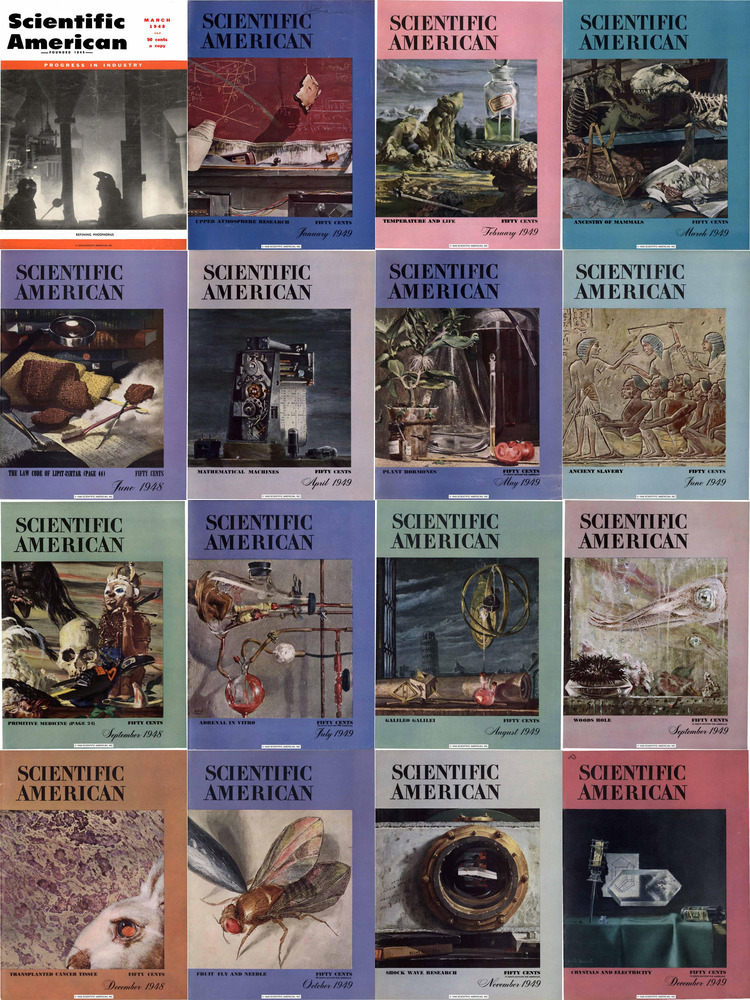 Scientific
American
FOUNDED 1845
MARCH
1948
50 cents
a copy
PROGRESS IN INDUSTRY
REFINING PHOSPHORUS
SCIENTIFIC
AMERICAN
UPPER ATMOSPHERE RESEARCH
FIFTY CENTS
January 1949
SCIENTIFIC
AMERICAN
TEMPERATURE AND LIFE
FIFTY CENTS
February 1949
SCIENTIFIC
AMERICAN
ANCESTRY OF MAMMALS
FIFTY CENTS
March 1949
SCIENTIFIC
AMERICAN
THE LAW CODE OF LIPIT-ISHTAR (PAGE 44)
FIFTY CENTS
June 1948
SCIENTIFIC
AMERICAN
MATHEMATICAL MACHINES
FIFTY CENTS
April 1949
SCIENTIFIC
AMERICAN
PLANT HORMONES
FIFTY CENTS
May 1949
SCIENTIFIC
AMERICAN
ANCIENT SLAVERY
FIFTY CENTS
June 1949
SCIENTIFIC
AMERICAN
PRIMITIVE MEDICINE (PAGE 24)
FIFTY CENTS
September 1948
SCIENTIFIC
AMERICAN
ADRENAL IN VITRO
FIFTY CENTS
July 1949
SCIENTIFIC
AMERICAN
GALILEO GALILEI
FIFTY CENTS
August 1949
SCIENTIFIC
AMERICAN
WOODS HOLE
FIFTY CENTS
September 1949
SCIENTIFIC
AMERICAN
TRANSPLANTED CANCER TISSUE
FIFTY CENTS
December 1948
SCIENTIFIC
AMERICAN
FRUIT FLY AND NEEDLE
FIFTY CENTS
October 1949
SCIENTIFIC
AMERICAN
SHOCK WAVE RESEARCH
FIFTY CENTS
November 1949
SCIENTIFIC
AMERICAN
CRYSTALS AND ELECTRICITY
FIFTY CENTS
December 1949